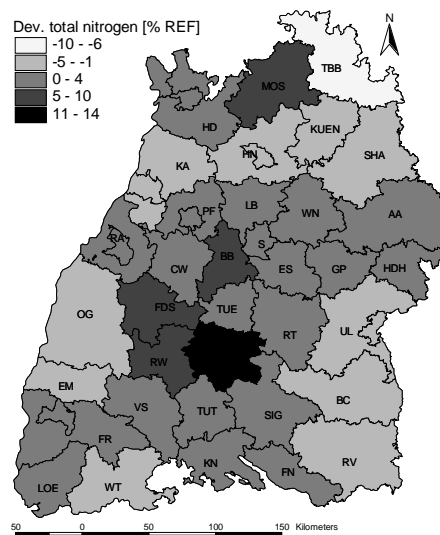 Dev. total nitrogen [% REF]
-10 - -6
-5 - -1
0 - 4
5 - 10
11 - 14
N
TBB
MOS
HD
KUEN
HN
SHA
KA
PF
LB
WN
AA
RA
S
CW
BB
ES
GP
HDH
FDS
TUE
OG
RT
UL
RW
EM
BC
VS
TUT
SIG
FR
KN
FN
RV
LOE
WT
50 0 50 100 150 Kilometers